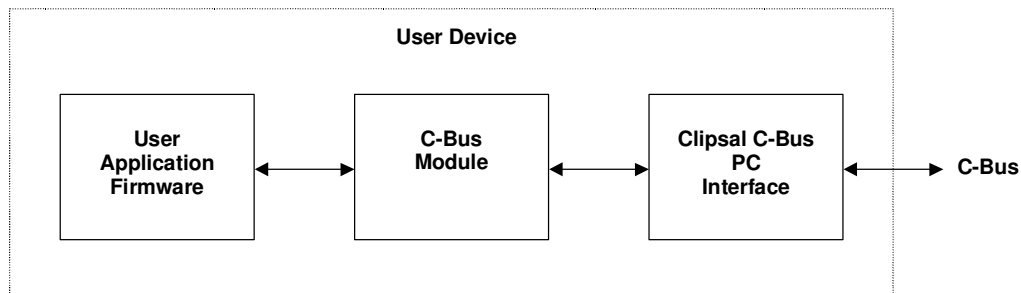 User Device
User
Application
Firmware
C-Bus
Module
Clipsal C-Bus
PC
Interface
C-Bus